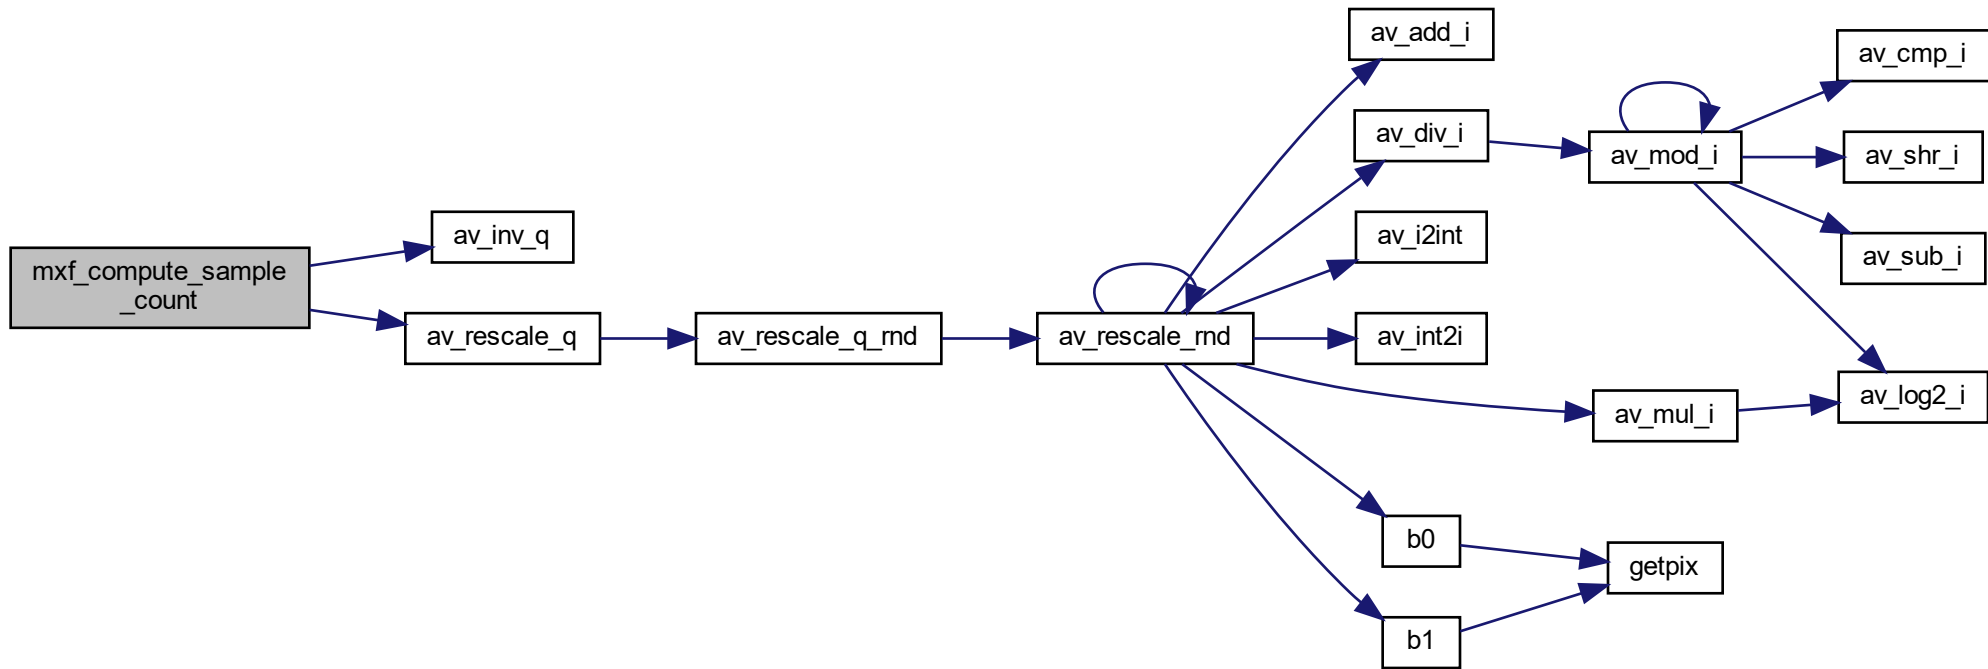 mxf_compute_sample
_count
av_inv_q
av_rescale_q
av_rescale_q_rnd
av_rescale_rnd
av_add_i
av_div_i
av_i2int
av_int2i
av_mul_i
b0
b1
getpix
av_mod_i
av_cmp_i
av_shr_i
av_sub_i
av_log2_i